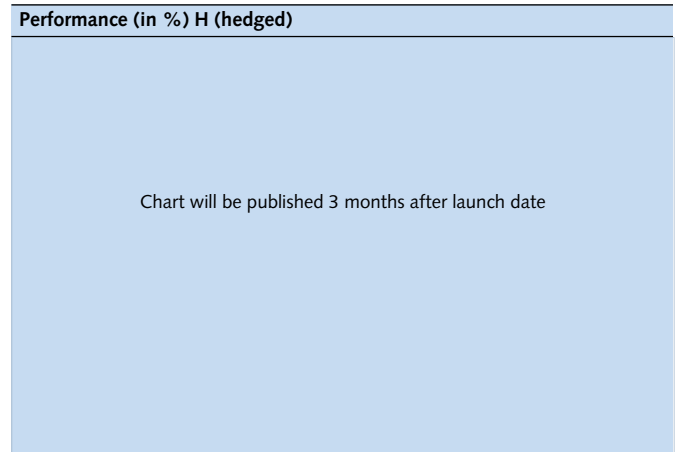 Performance (in %) H (hedged)
Chart will be published 3 months after launch date